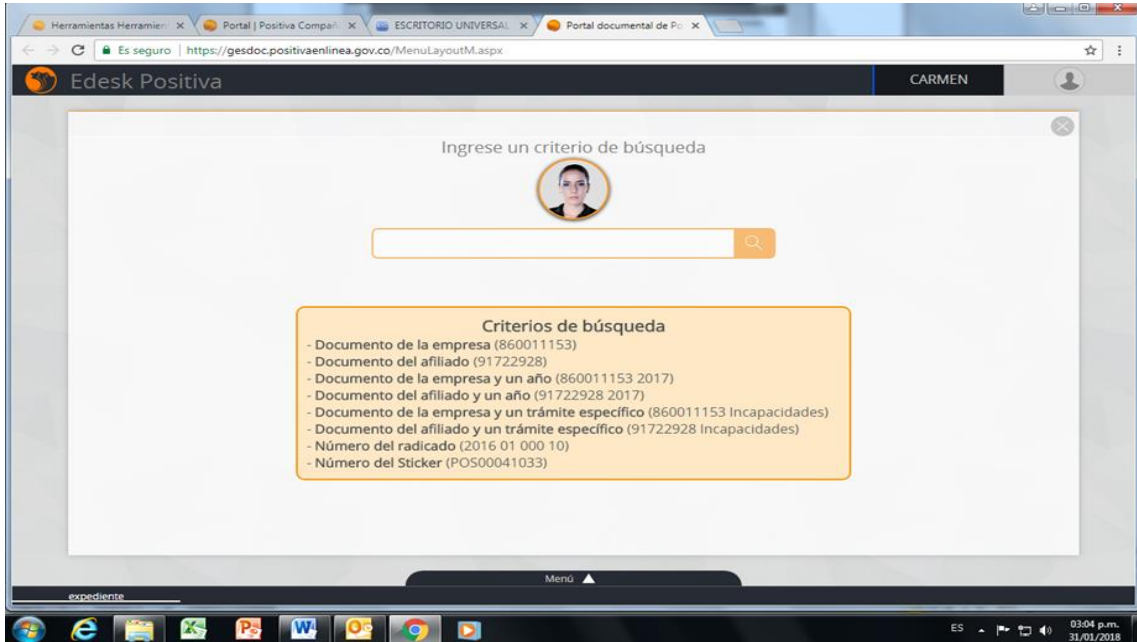 Herramientas Herramien
Portal | Positiva Compañ
ESCRITORIO UNIVERSAL
Portal documental de Po
Es seguro | https://gesdoc.positivaenlinea.gov.co/MenuLayoutM.aspx
Edesk Positiva
CARMEN
Ingrese un criterio de búsqueda
Criterios de búsqueda
- Documento de la empresa (860011153)
- Documento del afiliado (91722928)
- Documento de la empresa y un año (860011153 2017)
- Documento del afiliado y un año (91722928 2017)
- Documento de la empresa y un trámite específico (860011153 Incapacidades)
- Documento del afiliado y un trámite específico (91722928 Incapacidades)
- Número del radicado (2016 01 000 10)
- Número del Sticker (POS00041033)
Menú
expediente
ES
03:04 p.m.
31/01/2018